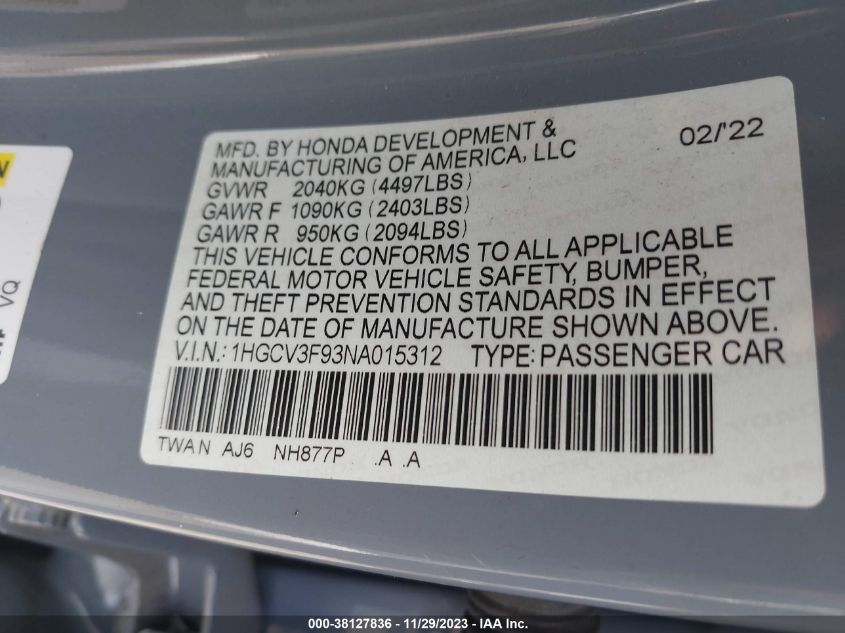 MFD. BY HONDA DEVELOPMENT & 02/'22
MANUFACTURING OF AMERICA, LLC
GVWR 2040KG (4497LBS)
GAWR F 1090KG (2403LBS)
GAWR R 950KG (2094LBS)
THIS VEHICLE CONFORMS TO ALL APPLICABLE
FEDERAL MOTOR VEHICLE SAFETY, BUMPER,
AND THEFT PREVENTION STANDARDS IN EFFECT
ON THE DATE OF MANUFACTURE SHOWN ABOVE.
V.I.N.: 1HGCV3F93NA015312 TYPE: PASSENGER CAR
TWA N AJ6 NH877P .A .A
VQ
000-38127836 - 11/29/2023 - IAA Inc.